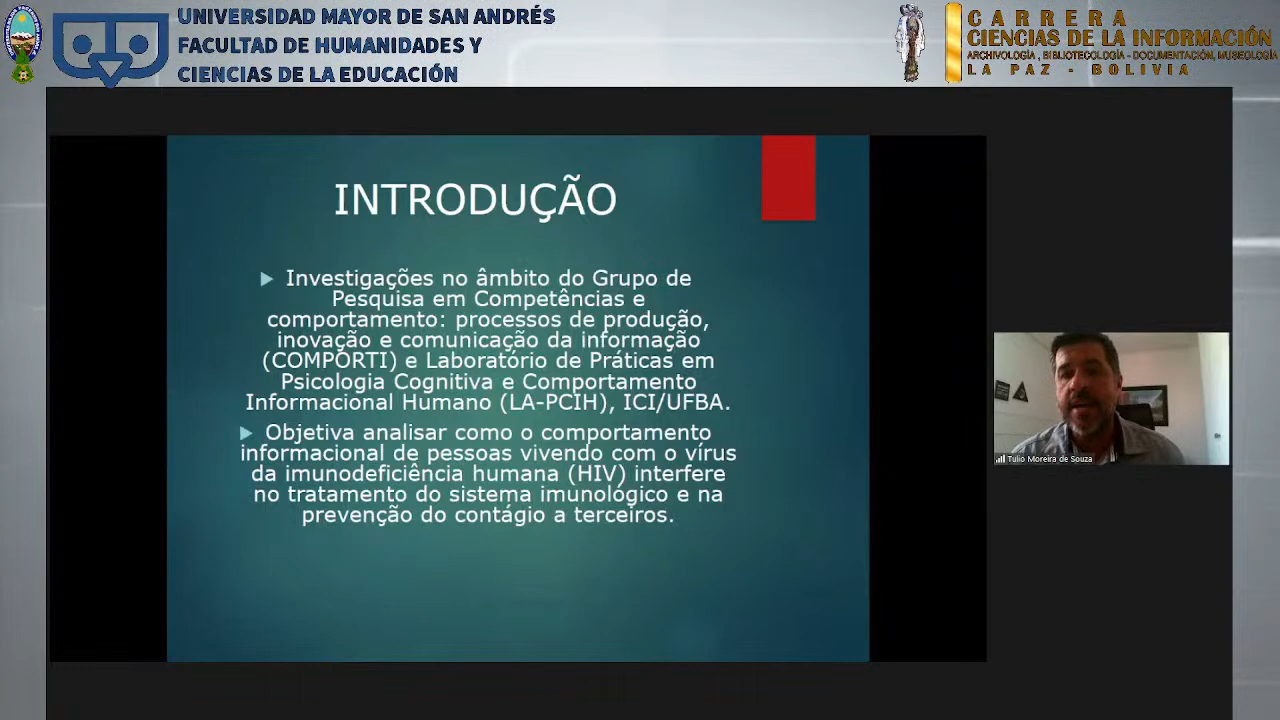 UNIVERSIDAD MAYOR DE SAN ANDRÉS
FACULTAD DE HUMANIDADES Y
CIENCIAS DE LA EDUCACIÓN
CARRERA
CIENCIAS DE LA INFORMACIÓN
ARCHIVOLOGÍA, BIBLIOTECOLOGÍA - DOCUMENTACIÓN, MUSEOLOGÍA
LA PAZ - BOLIVIA
INTRODUÇÃO
Investigações no âmbito do Grupo de
Pesquisa em Competências e
comportamento: processos de produção,
inovação e comunicação da informação
(COMPORTI) e Laboratório de Práticas em
Psicologia Cognitiva e Comportamento
Informacional Humano (LA-PCIH), ICI/UFBA.
Objetiva analisar como o comportamento
informacional de pessoas vivendo com o vírus
da imunodeficiência humana (HIV) interfere
no tratamento do sistema imunológico e na
prevenção do contágio a terceiros.
Tulio Moreira de Souza